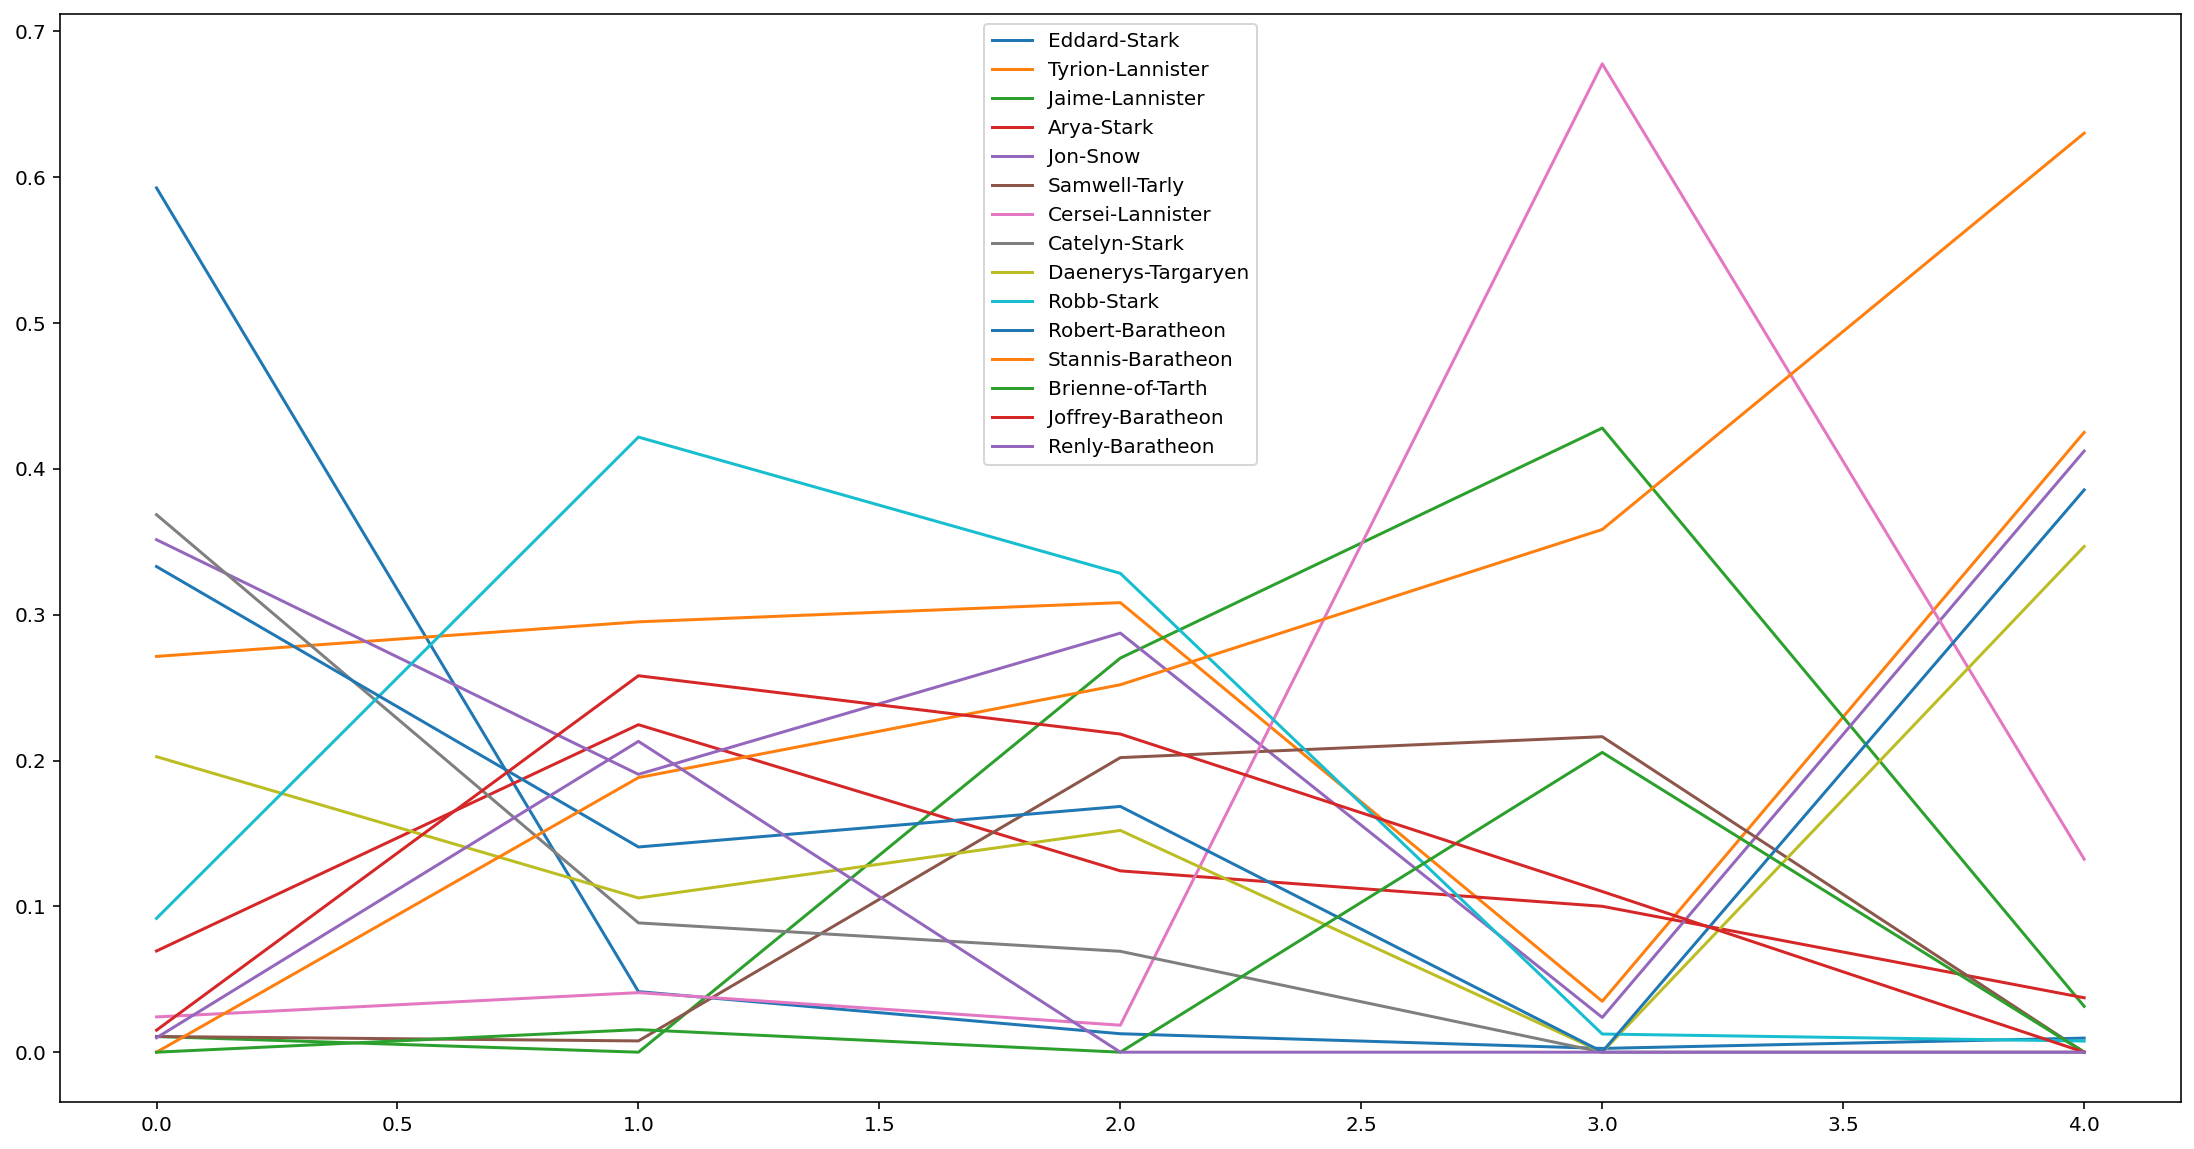 0.7
0.6
0.5
0.4
0.3
0.2
0.1
0.0
Eddard-Stark
Tyrion-Lannister
Jaime-Lannister
Arya-Stark
Jon-Snow
Samwell-Tarly
Cersei-Lannister
Catelyn-Stark
Daenerys-Targaryen
Robb-Stark
Robert-Baratheon
Stannis-Baratheon
Brienne-of-Tarth
Joffrey-Baratheon
Renly-Baratheon
0.0 0.5 1.0 1.5 2.0 2.5 3.0 3.5 4.0